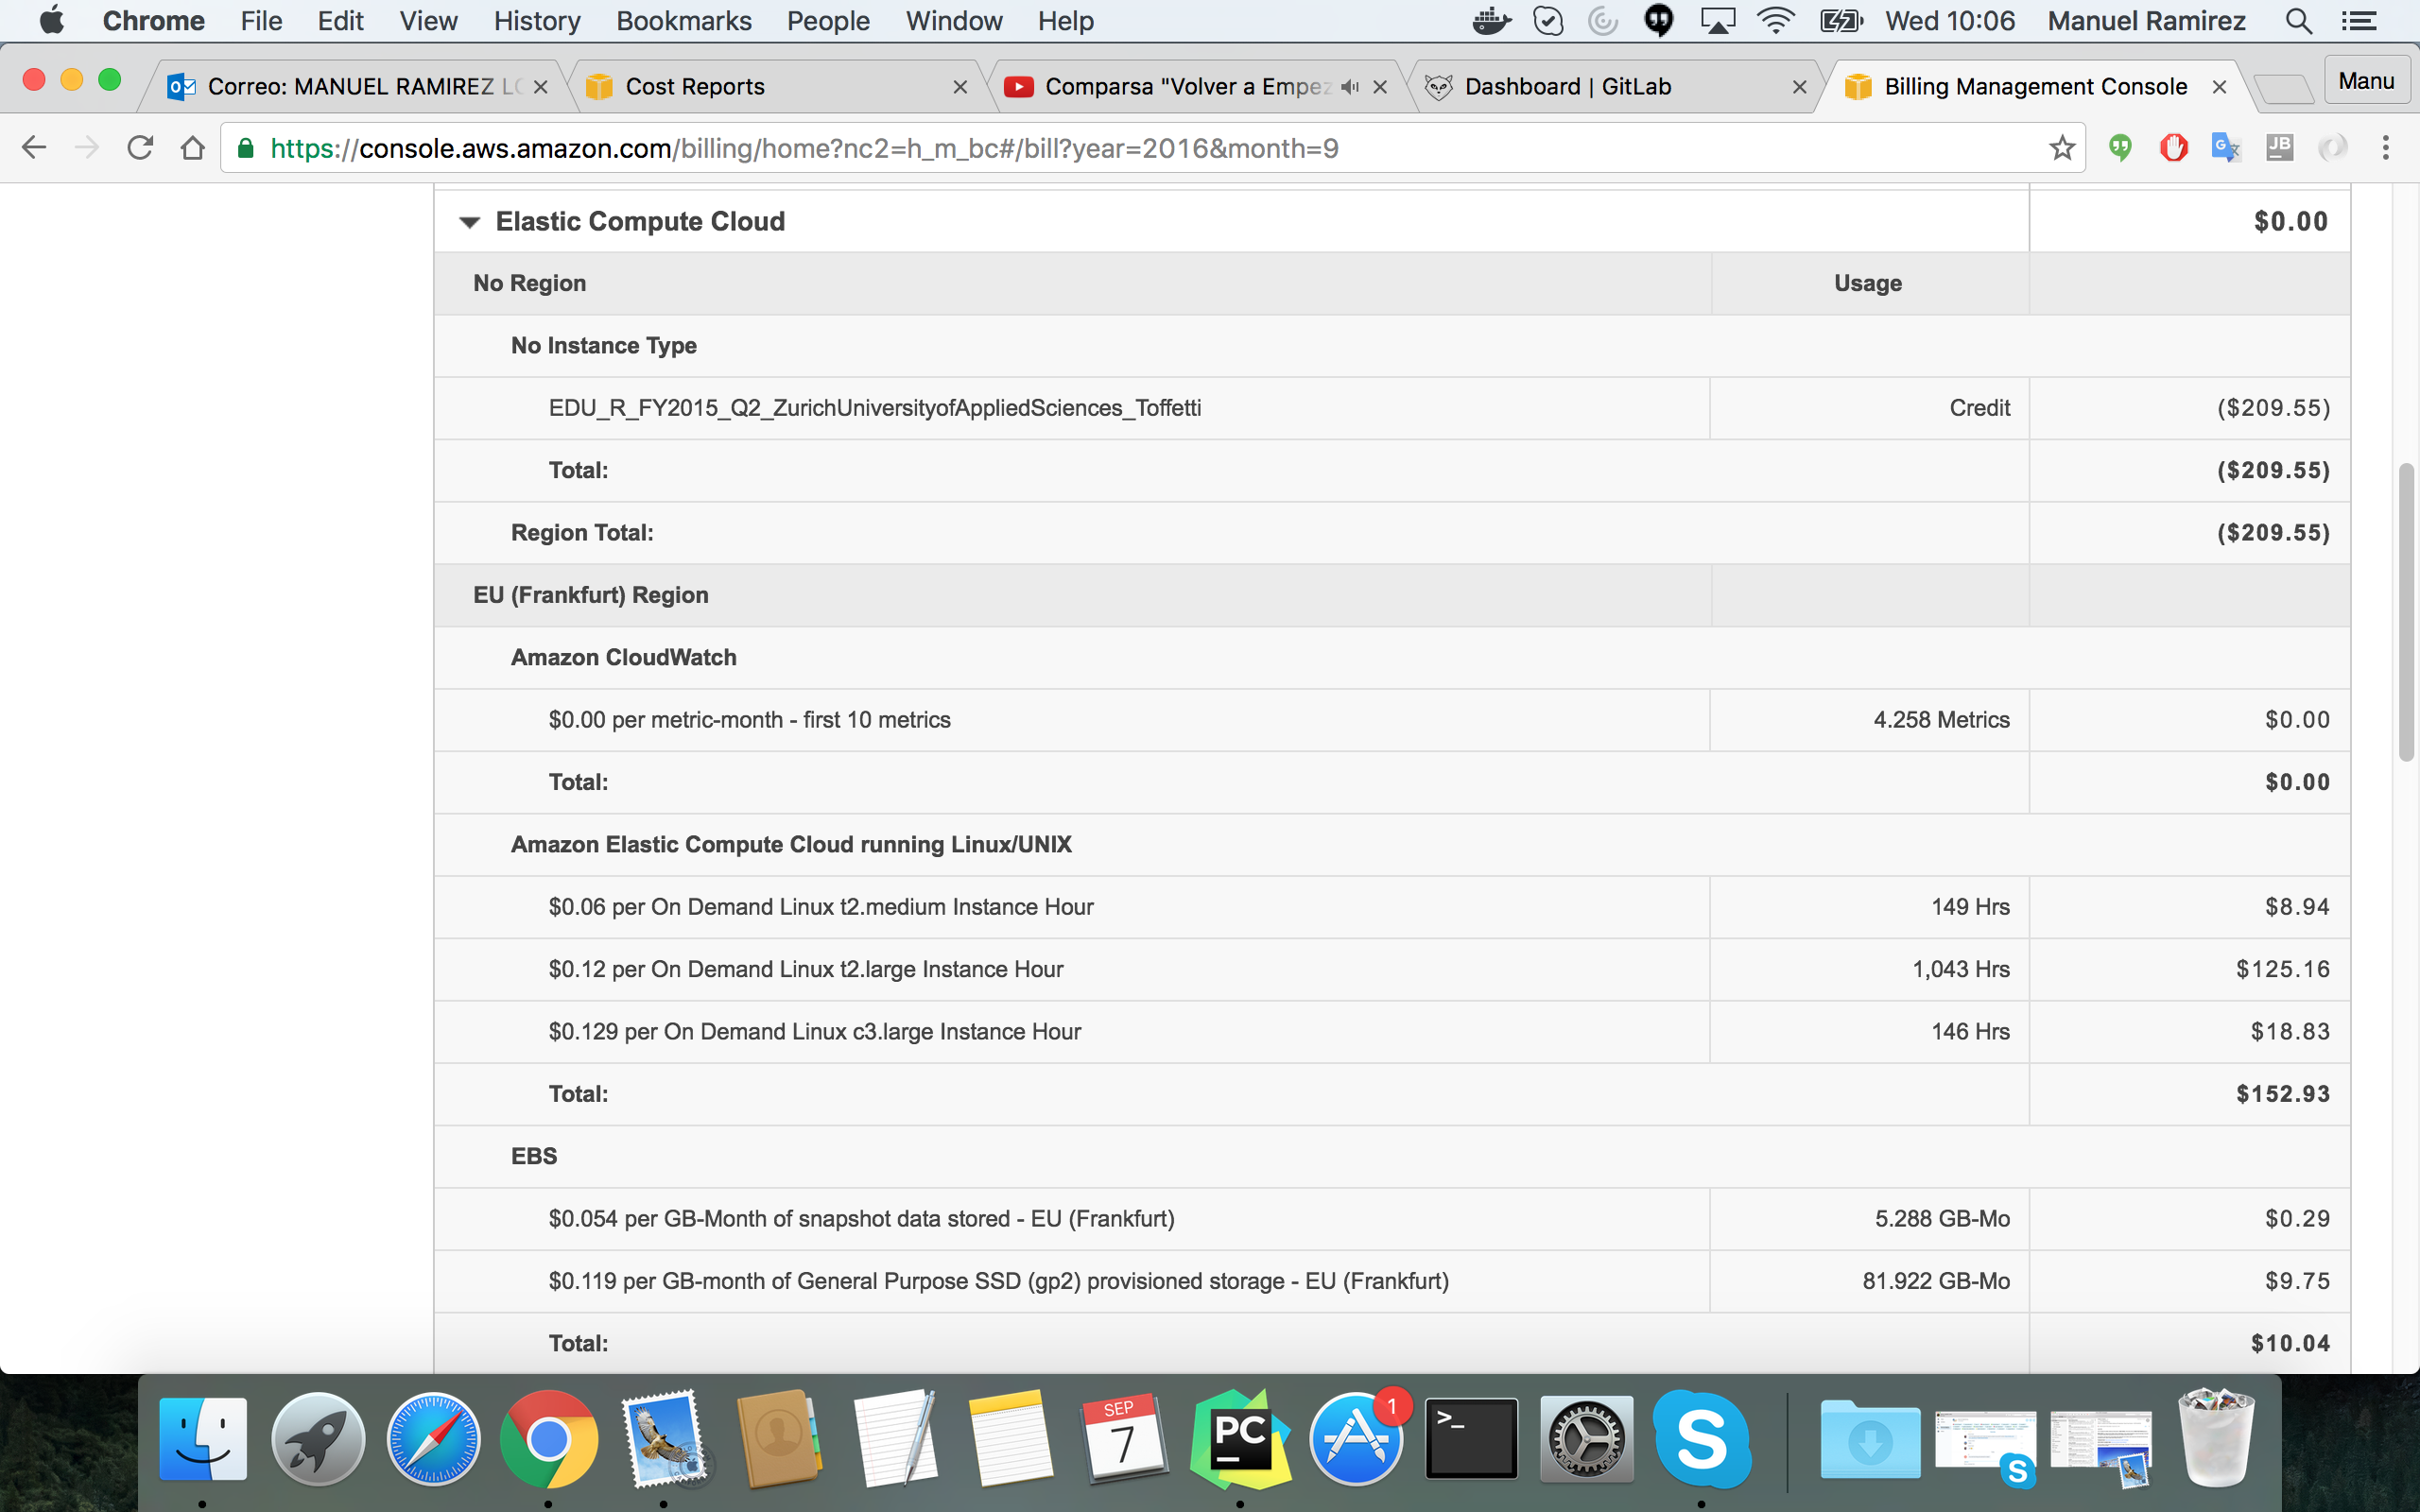 Chrome File Edit View History Bookmarks People Window Help Wed 10:06 Manuel Ramirez
Correo: MANUEL RAMIREZ LO Cost Reports Comparsa "Volver a Empez Dashboard | GitLab Billing Management Console Manu
https://console.aws.amazon.com/billing/home?nc2=h_m_bc#/bill?year=2016&month=9
Elastic Compute Cloud $0.00
No Region Usage
No Instance Type
EDU_R_FY2015_Q2_ZurichUniversityofAppliedSciences_Toffetti Credit ($209.55)
Total: ($209.55)
Region Total: ($209.55)
EU (Frankfurt) Region
Amazon CloudWatch
$0.00 per metric-month - first 10 metrics 4.258 Metrics $0.00
Total: $0.00
Amazon Elastic Compute Cloud running Linux/UNIX
$0.06 per On Demand Linux t2.medium Instance Hour 149 Hrs $8.94
$0.12 per On Demand Linux t2.large Instance Hour 1,043 Hrs $125.16
$0.129 per On Demand Linux c3.large Instance Hour 146 Hrs $18.83
Total: $152.93
EBS
$0.054 per GB-Month of snapshot data stored - EU (Frankfurt) 5.288 GB-Mo $0.29
$0.119 per GB-month of General Purpose SSD (gp2) provisioned storage - EU (Frankfurt) 81.922 GB-Mo $9.75
Total: $10.04
SEP
7
PC
1
>_
S
S